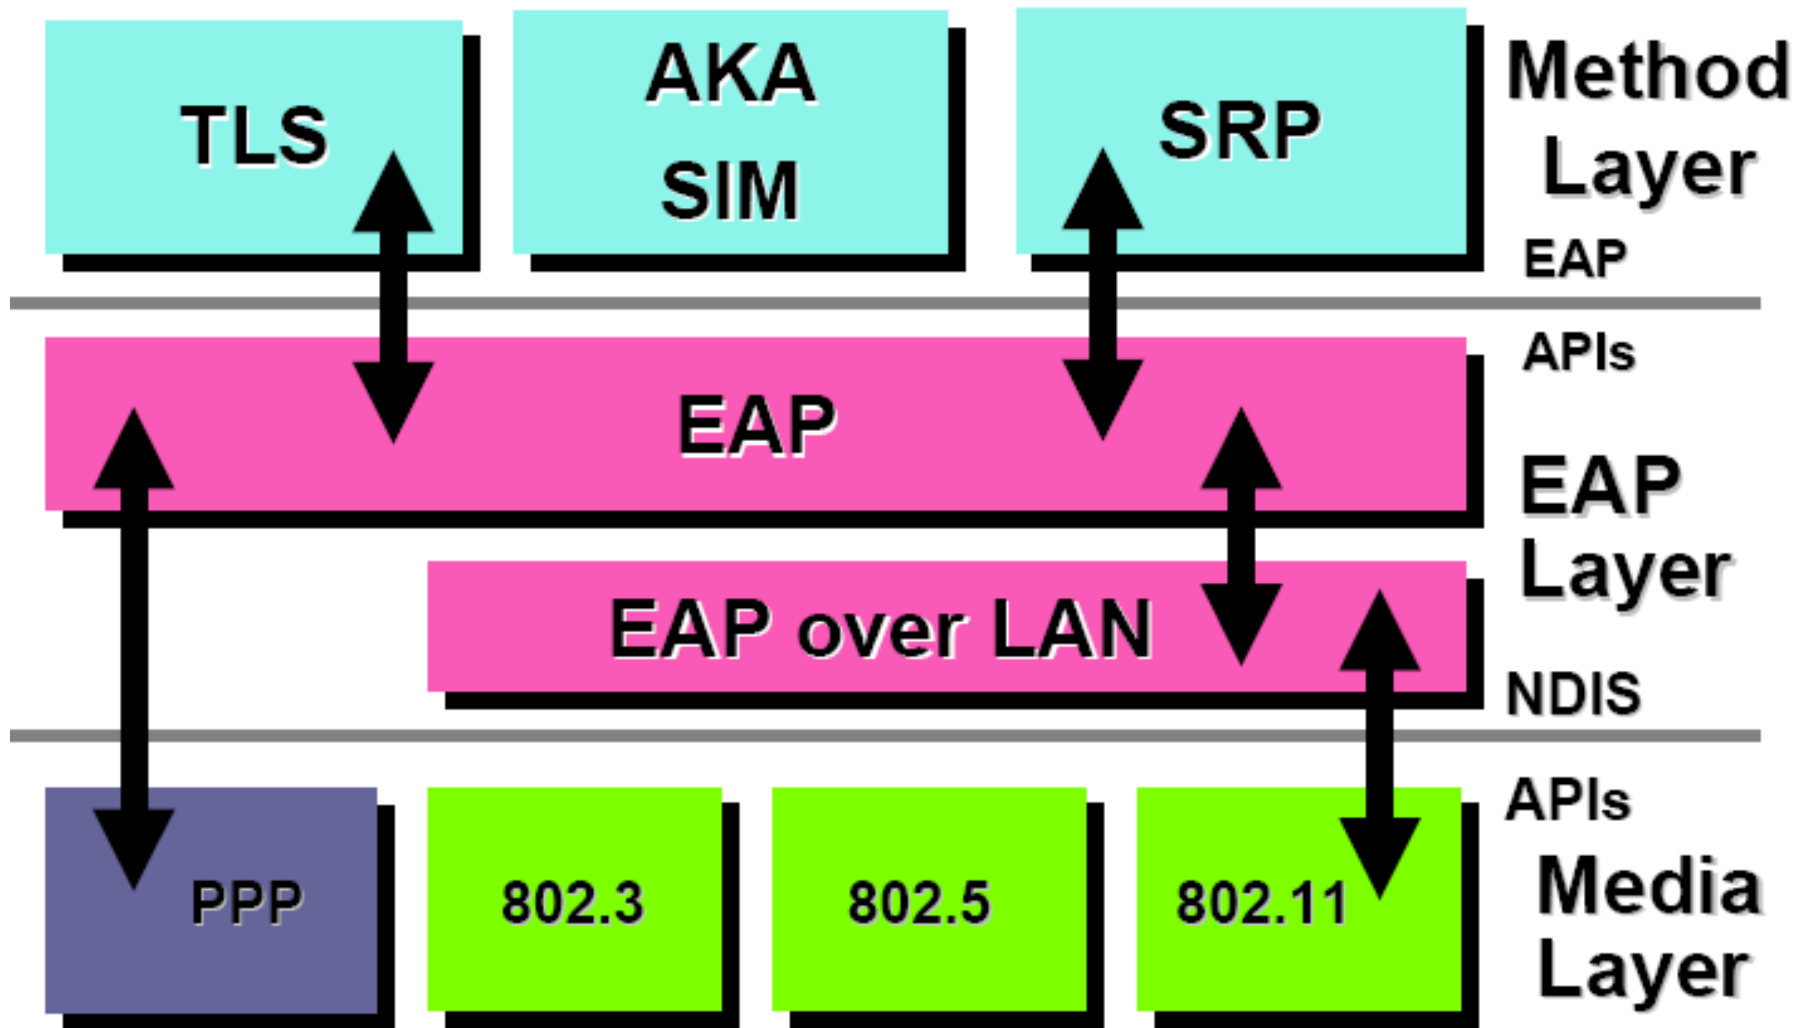 TLS
AKA
SIM
SRP
Method
Layer
EAP
APIs
EAP
EAP
Layer
EAP over LAN
NDIS
APIs
PPP
802.3
802.5
802.11
Media
Layer